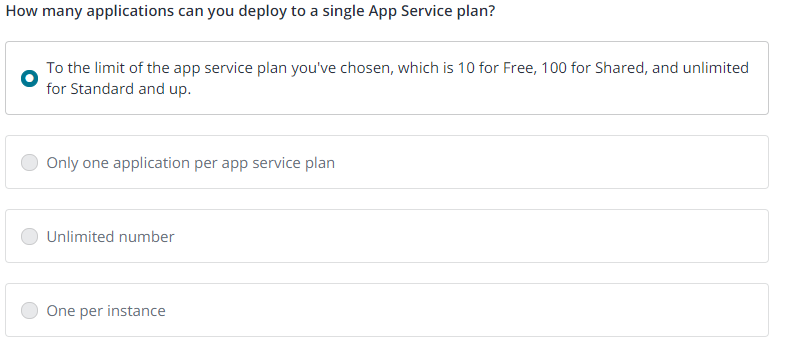 How many applications can you deploy to a single App Service plan?
To the limit of the app service plan you've chosen, which is 10 for Free, 100 for Shared, and unlimited
for Standard and up.
Only one application per app service plan
Unlimited number
One per instance